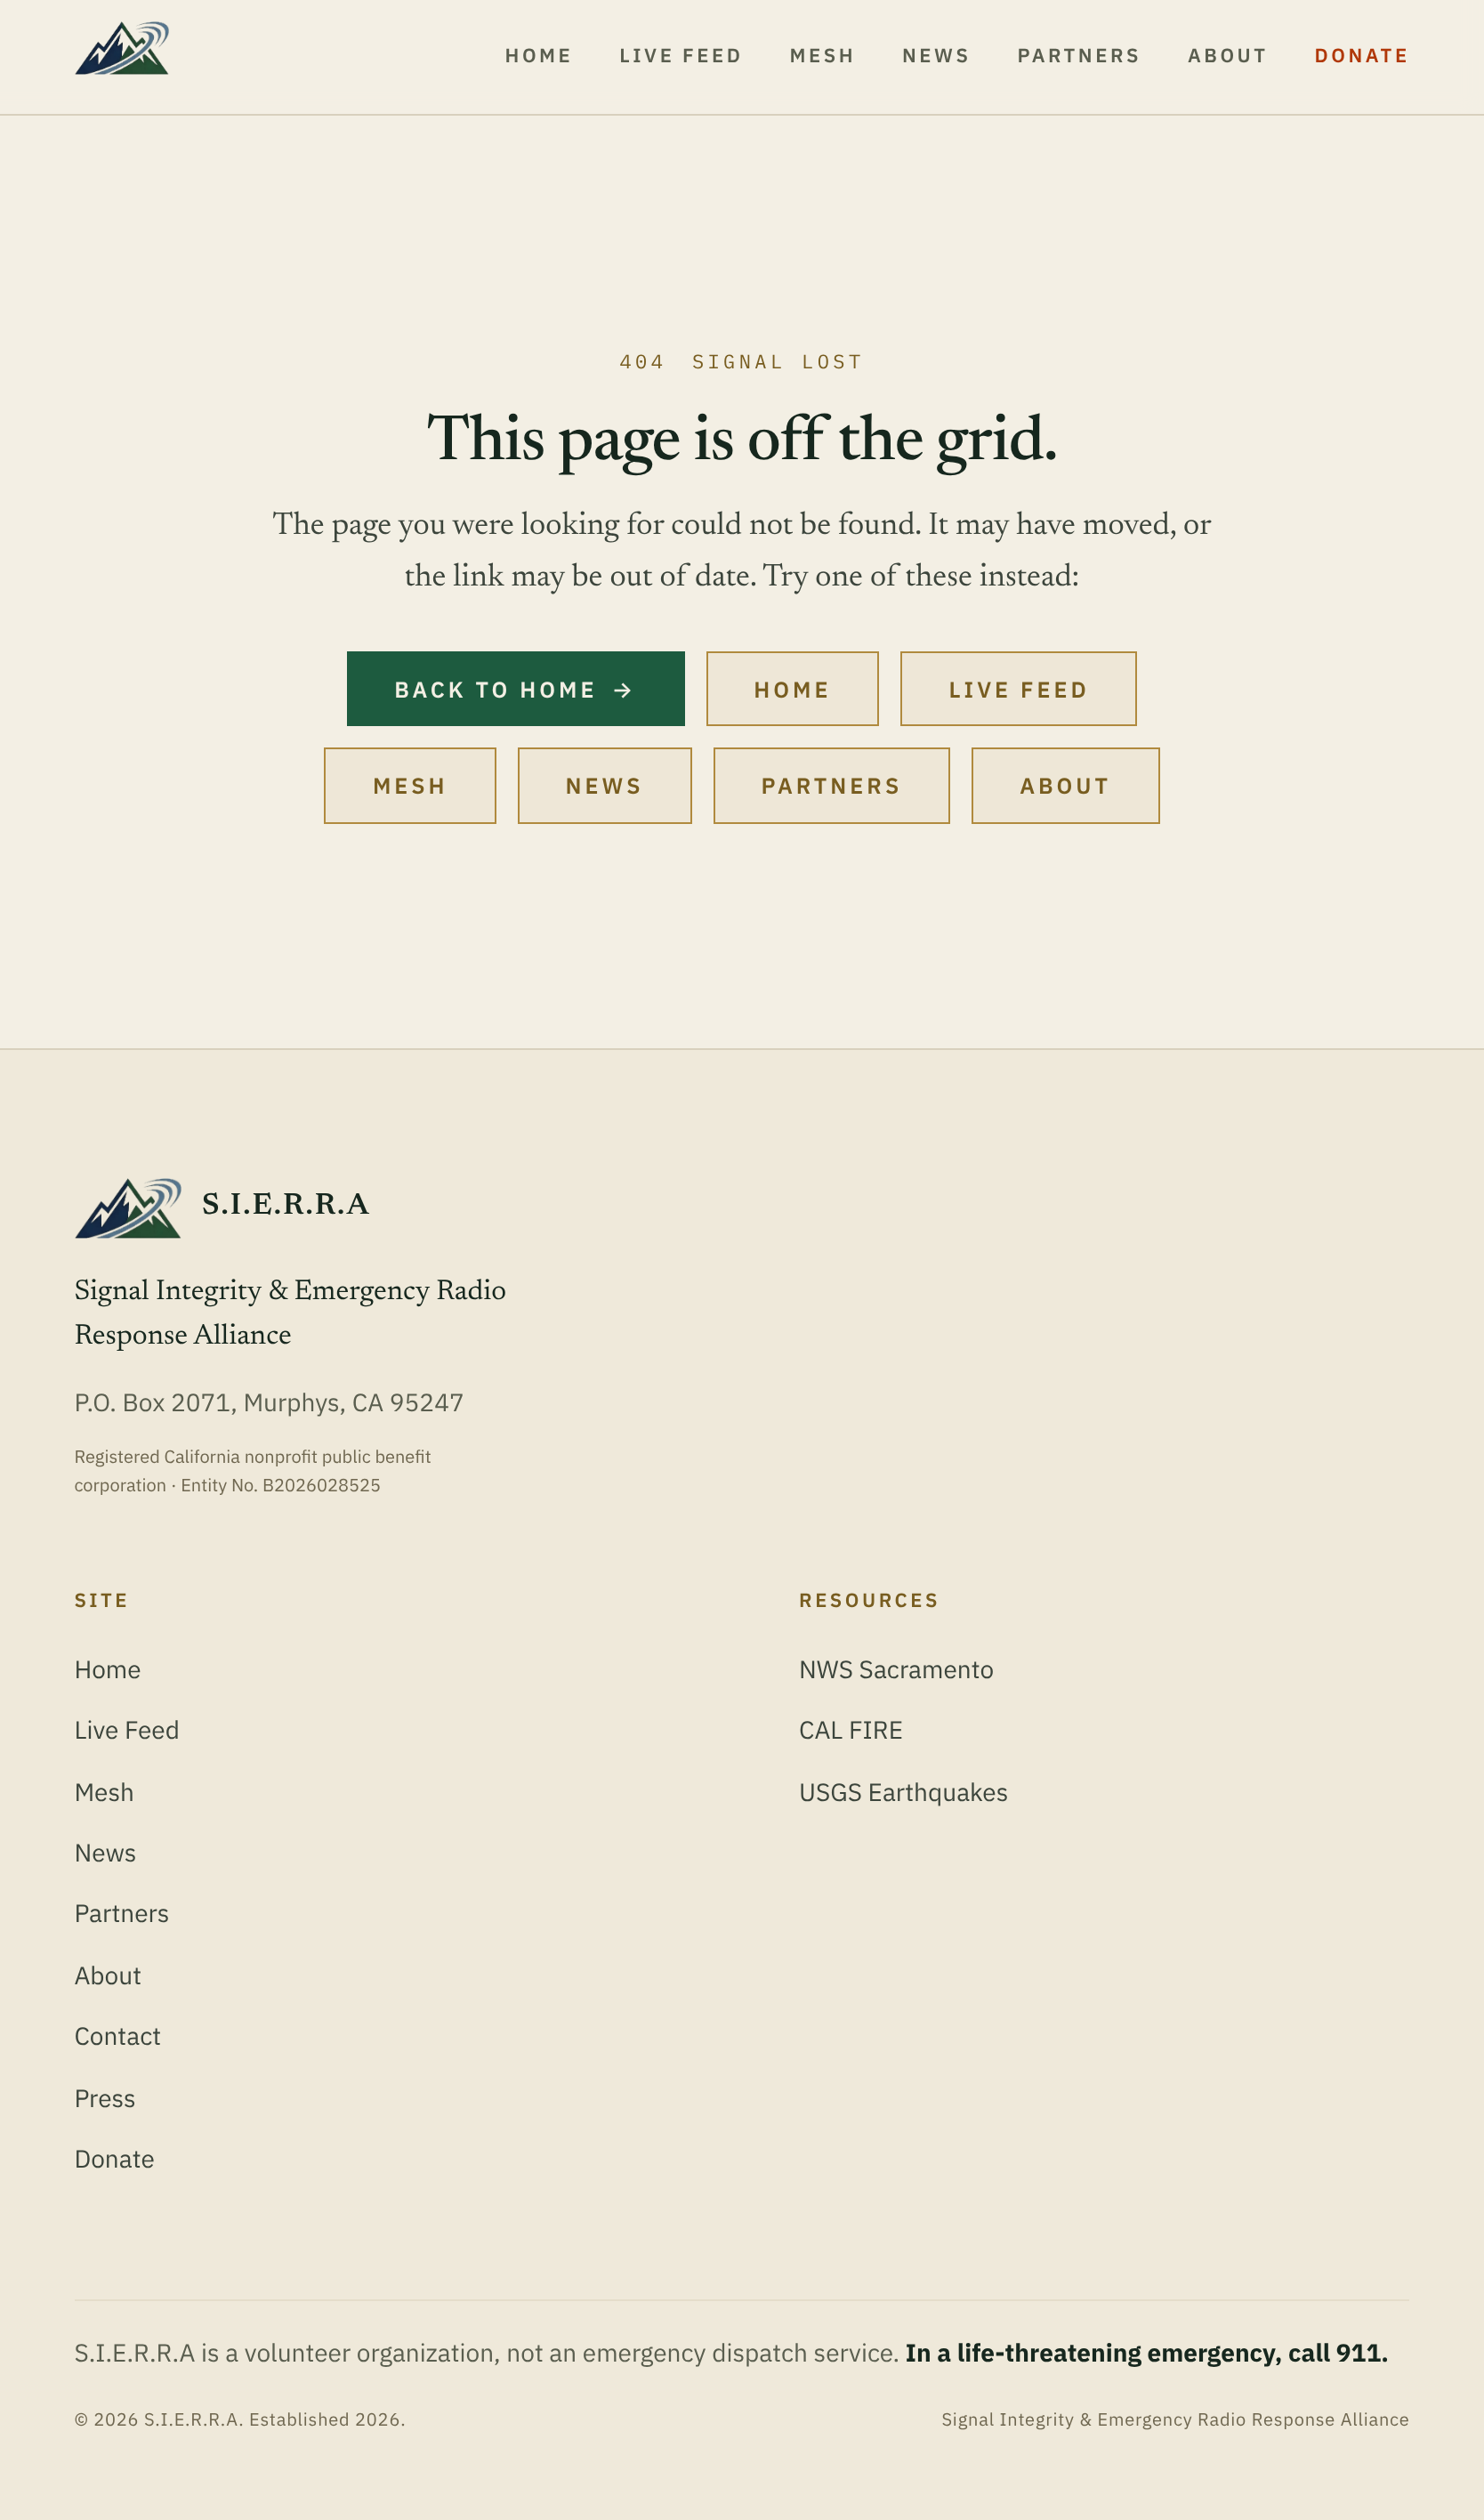 HOME LIVE FEED MESH NEWS PARTNERS ABOUT DONATE
404 SIGNAL LOST
This page is off the grid.
The page you were looking for could not be found. It may have moved, or
the link may be out of date. Try one of these instead:
BACK TO HOME → HOME LIVE FEED
MESH NEWS PARTNERS ABOUT
S.I.E.R.R.A
Signal Integrity & Emergency Radio
Response Alliance
P.O. Box 2071, Murphys, CA 95247
Registered California nonprofit public benefit
corporation · Entity No. B2026028525
SITE
Home
Live Feed
Mesh
News
Partners
About
Contact
Press
Donate
RESOURCES
NWS Sacramento
CAL FIRE
USGS Earthquakes
S.I.E.R.R.A is a volunteer organization, not an emergency dispatch service. In a life-threatening emergency, call 911.
© 2026 S.I.E.R.R.A. Established 2026.
Signal Integrity & Emergency Radio Response Alliance